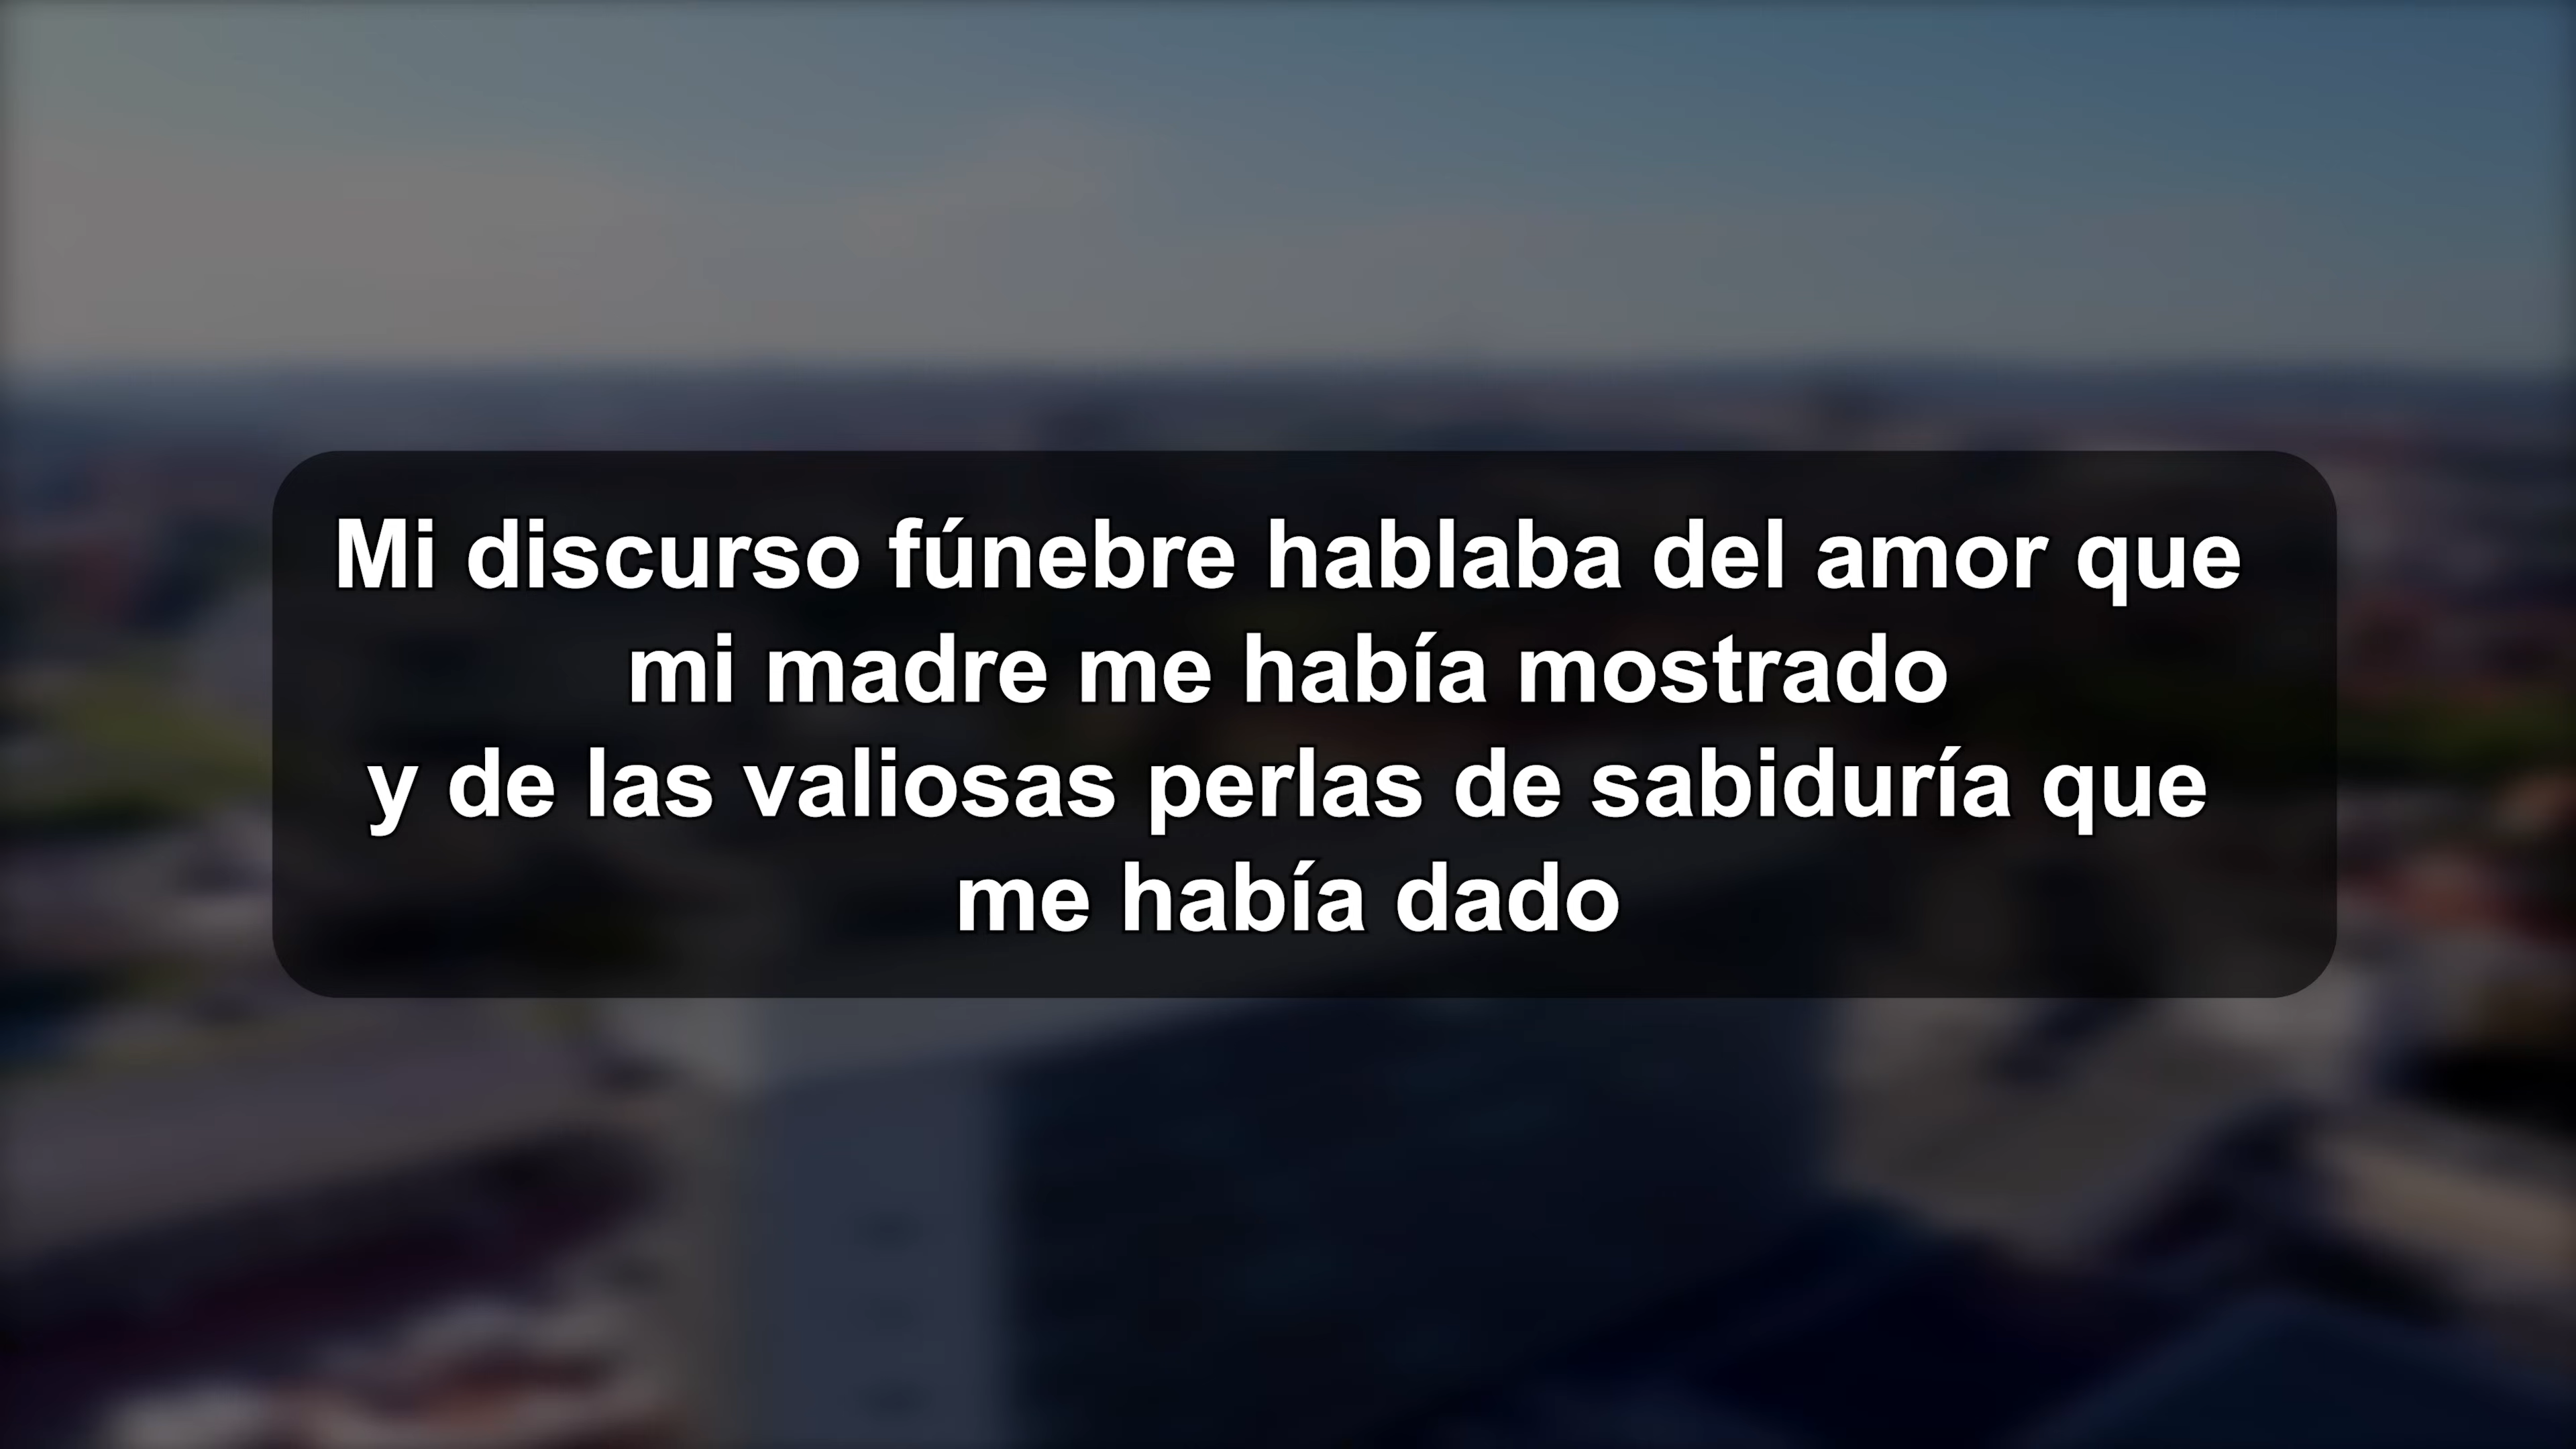 Mi discurso fúnebre hablaba del amor que
mi madre me había mostrado
y de las valiosas perlas de sabiduría que
me había dado